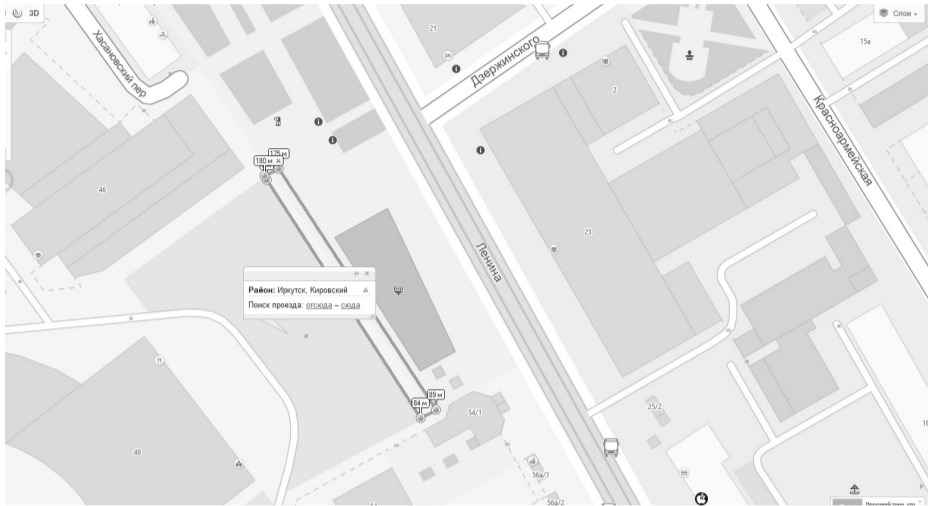 3D
Слои
21
15а
Хасановский пер
Дзержинского
2
Красноармейская
175 м
180 м
46
23
Ленина
Район: Иркутск, Кировский
Поиск проезда: отсюда – сюда
P
11
84 м
89 м
54/1
25/2
48
56а/1
56а/2
P